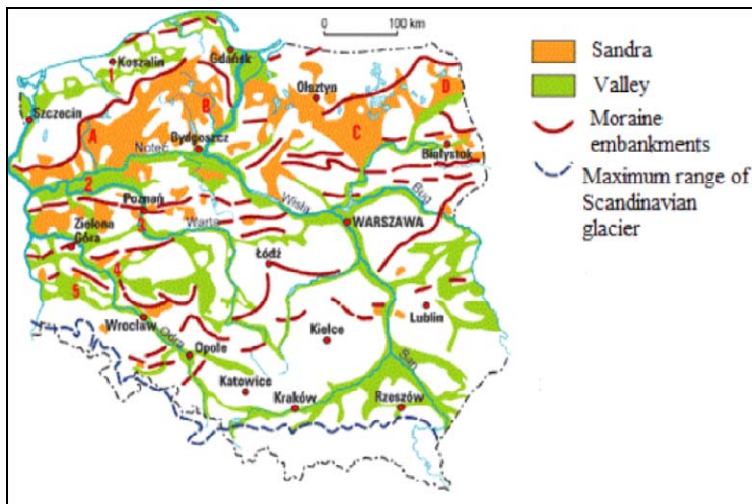 0 100 km
Koszalin
1
Gdańsk
Szczecin
Olsztyn
D
B
A
C
Bydgoszcz
Noteć
Białystok
2
Poznań
Wisła
Bug
3
Warta
WARSZAWA
Zielona
Góra
4
Łódź
5
Wrocław
Odra
Lublin
Opole
Kielce
San
Katowice
Kraków
Rzeszów
Sandra
Valley
Moraine
embankments
Maximum range of
Scandinavian
glacier